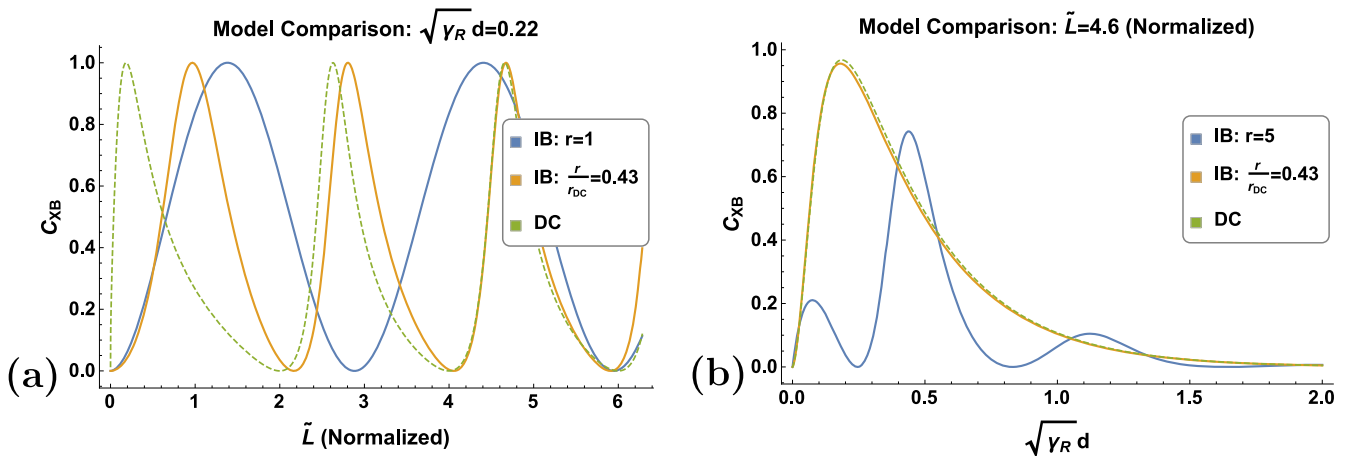 Model Comparison: √γR d=0.22
1.0
0.8
0.6
0.4
0.2
0.0
CXB
IB: r=1
IB: r/rDC=0.43
DC
0 1 2 3 4 5 6
L̃ (Normalized)
(a)
Model Comparison: L̃=4.6 (Normalized)
1.0
0.8
0.6
0.4
0.2
0.0
CXB
IB: r=5
IB: r/rDC=0.43
DC
0.0 0.5 1.0 1.5 2.0
√γR d
(b)